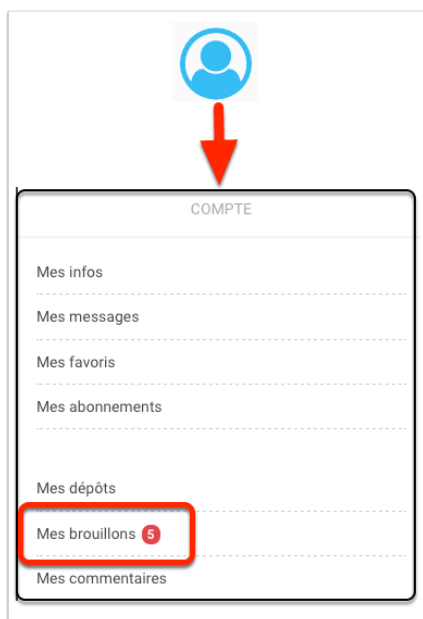 COMPTE
Mes infos
Mes messages
Mes favoris
Mes abonnements
Mes dépôts
Mes brouillons 5
Mes commentaires